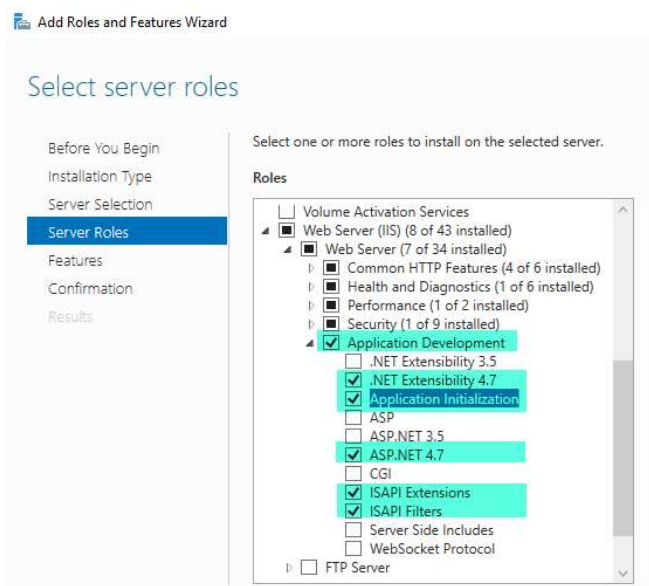 Add Roles and Features Wizard
Select server roles
Before You Begin
Installation Type
Server Selection
Server Roles
Features
Confirmation
Results
Select one or more roles to install on the selected server.
Roles
Volume Activation Services
Web Server (IIS) (8 of 43 installed)
Web Server (7 of 34 installed)
Common HTTP Features (4 of 6 installed)
Health and Diagnostics (1 of 6 installed)
Performance (1 of 2 installed)
Security (1 of 9 installed)
Application Development
.NET Extensibility 3.5
.NET Extensibility 4.7
Application Initialization
ASP
ASP.NET 3.5
ASP.NET 4.7
CGI
ISAPI Extensions
ISAPI Filters
Server Side Includes
WebSocket Protocol
FTP Server